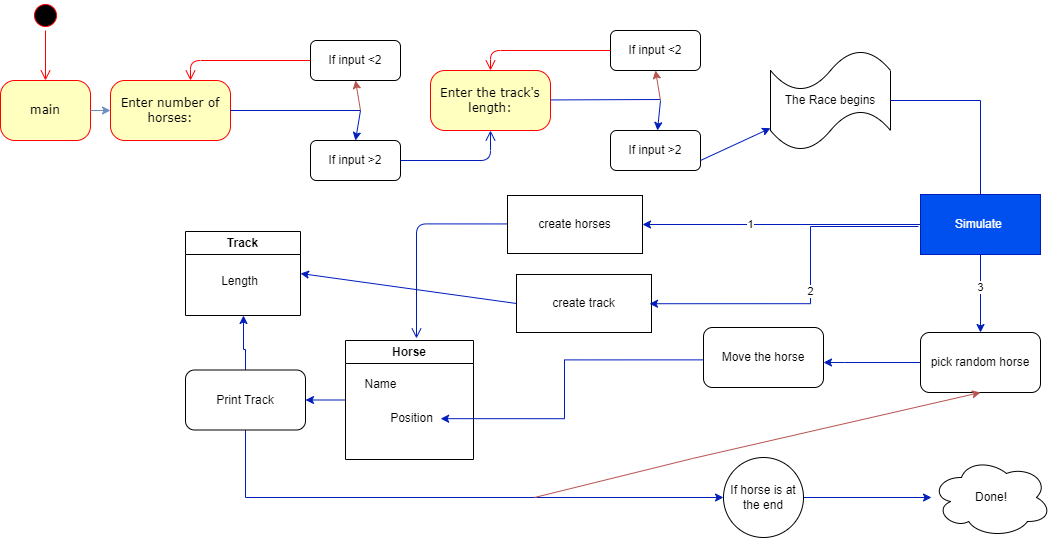 If input <2
If input <2
main
Enter number of
horses:
Enter the track's
length:
The Race begins
If input >2
If input >2
create horses
1
Simulate
Track
Length
create track
2
3
Horse
Name
Position
Move the horse
pick random horse
Print Track
If horse is at
the end
Done!